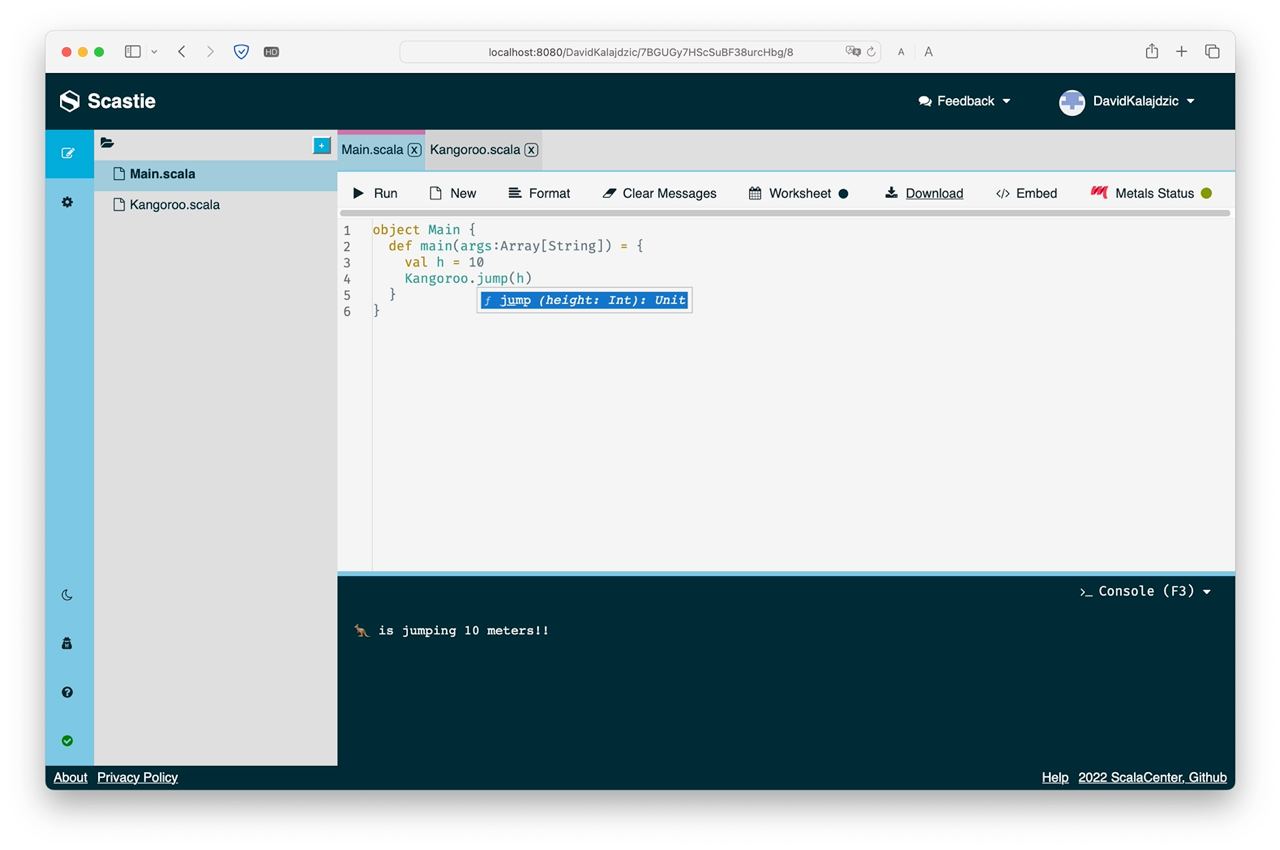 HD
localhost:8080/DavidKalajdzic/7BGUGy7HScSuBF38urcHbg/8
A A
Scastie
Feedback
DavidKalajdzic
Main.scala
Kangoroo.scala
+
Main.scala x Kangoroo.scala x
Run New Format Clear Messages Worksheet Download Embed Metals Status
1 object Main {
2 def main(args:Array[String]) = {
3 val h = 10
4 Kangoroo.jump(h)
5 }
6 }
f jump (height: Int): Unit
>_ Console (F3)
🦘 is jumping 10 meters!!
About Privacy Policy
Help 2022 ScalaCenter, Github